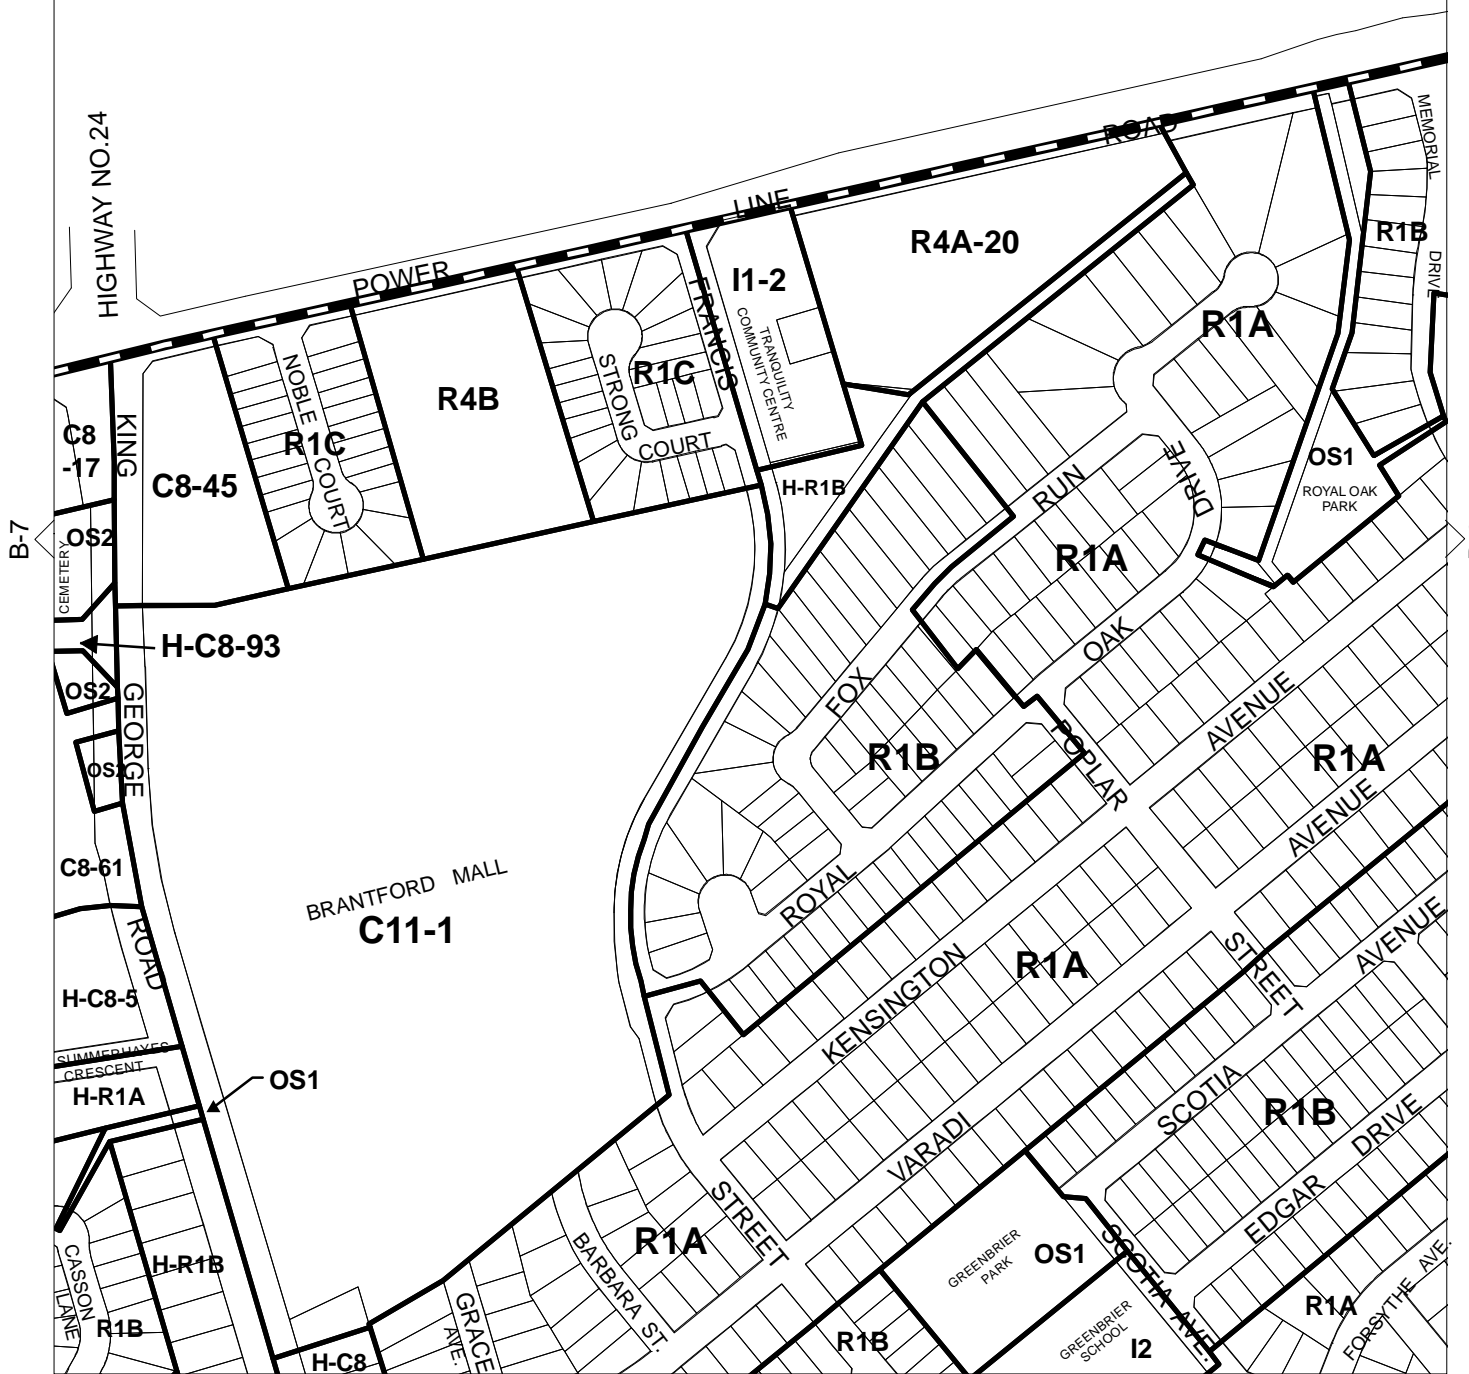 HIGHWAY NO.24
POWER
LINE
ROAD
MEMORIAL
DRIVE
R1B
R4A-20
I1-2
TRANQUILITY
COMMUNITY CENTRE
FRANCIS
R1A
R1C
STRONG
COURT
R4B
NOBLE
COURT
R1C
C8-45
KING
C8
-17
B-7
OS2
CEMETERY
H-C8-93
OS2
OS2
GEORGE
H-R1B
RUN
DRIVE
OS1
ROYAL OAK
PARK
R1A
OAK
FOX
POPLAR
AVENUE
R1B
R1A
AVENUE
C8-61
BRANTFORD MALL
C11-1
ROYAL
ROAD
H-C8-5
KENSINGTON
R1A
STREET
AVENUE
SUMMERHAYES
CRESCENT
H-R1A
OS1
SCOTIA
R1B
DRIVE
VARADI
STREET
R1A
EDGAR
GREENBRIER
PARK
OS1
SCOTIA AVE.
CASSON
LANE
H-R1B
R1B
BARBARA ST.
GRACE
AVE.
H-C8
R1B
GREENBRIER
SCHOOL
I2
R1A
FORSYTHE AVE.